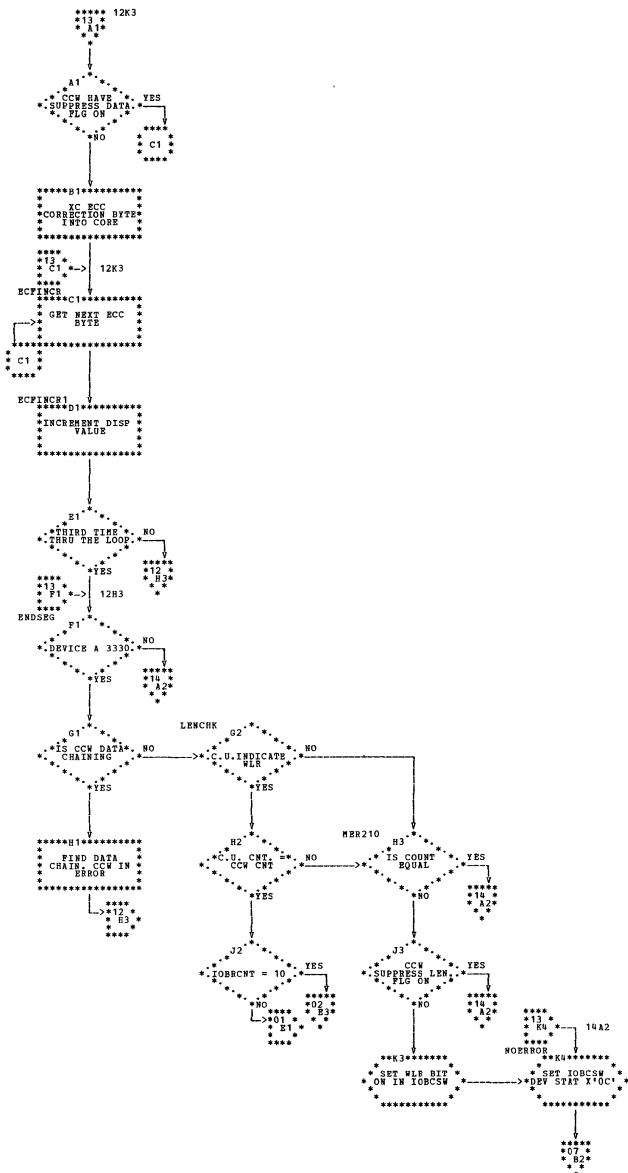 12K3
13
A1
A1
CCW HAVE
SUPPRESS DATA
FLG ON
YES
NO
C1
B1
XC ECC
CORRECTION BYTE
INTO CORE
13
C1
12K3
ECFINCR
C1
GET NEXT ECC
BYTE
C1
ECFINCR1
D1
INCREMENT DISP
VALUE
E1
THIRD TIME
THRU THE LOOP
NO
YES
12
H3
13
F1
12H3
ENDSEG
F1
DEVICE A 3330
NO
YES
14
A2
G1
IS CCW DATA
CHAINING
NO
YES
LENCHK
G2
C.U.INDICATE
WLR
NO
YES
H1
FIND DATA
CHAIN. CCW IN
ERROR
12
H3
H2
C.U. CNT. =
CCW CNT
NO
YES
MER210
H3
IS COUNT
EQUAL
YES
NO
14
A2
J2
IOBRCNT = 10
YES
NO
02
E3
01
E1
J3
CCW
SUPPRESS LEN.
FLG ON
YES
NO
14
A2
13
K4
14A2
K3
SET WLR BIT
ON IN IOBCSW
NOERROR
K4
SET IOBCSW
DEV STAT X'0C'
07
B2